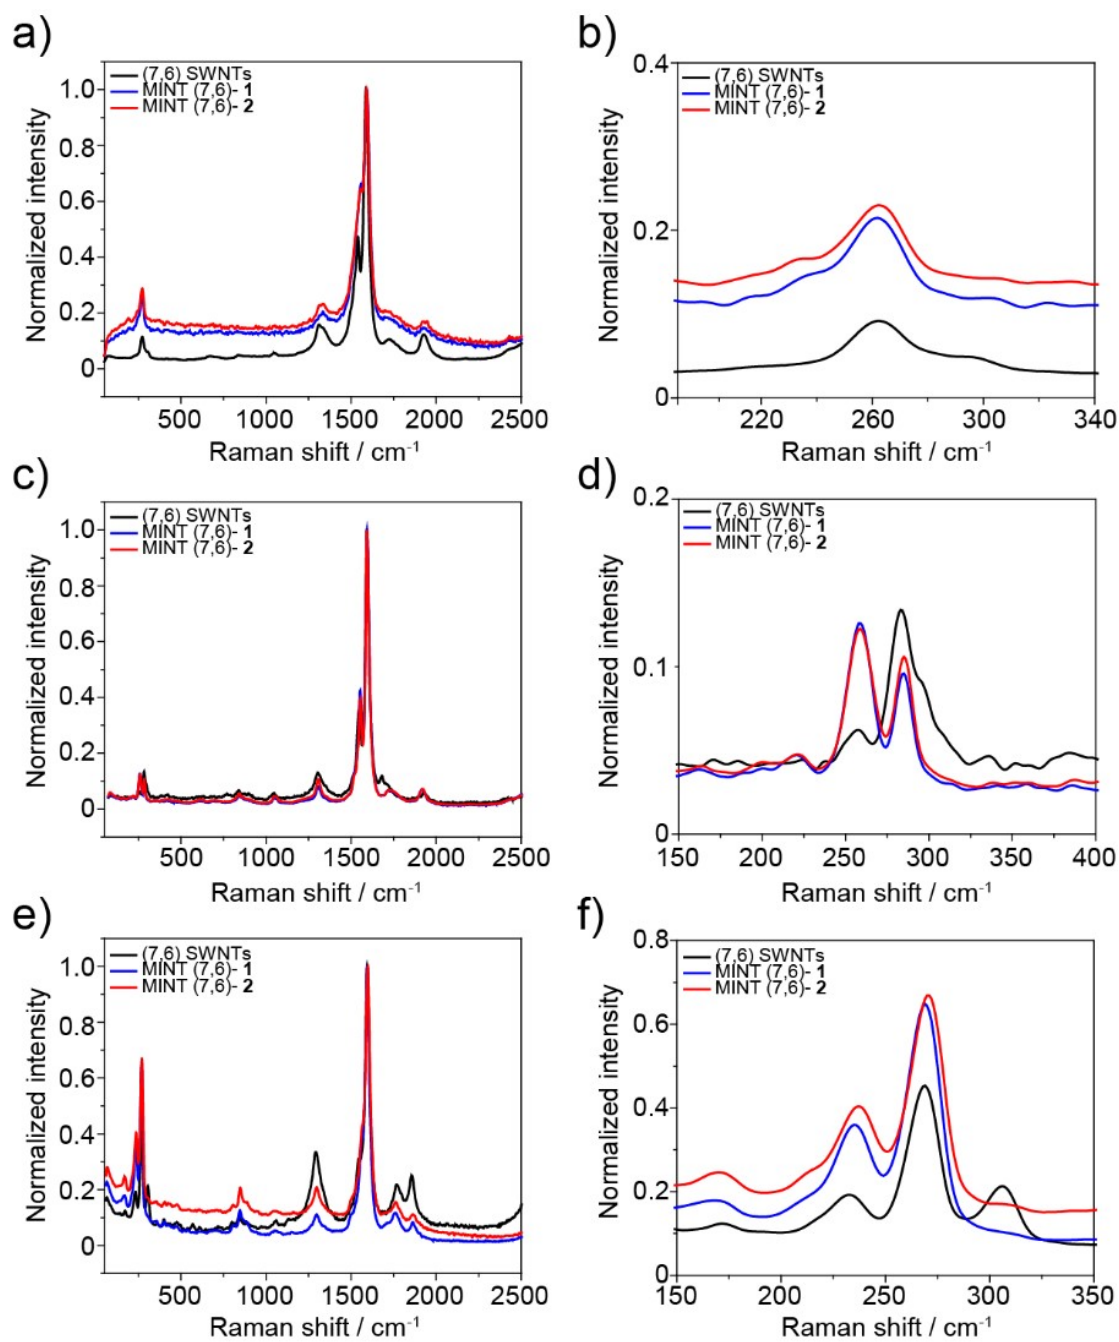 a)
(7,6) SWNTs
MINT (7,6)- 1
MINT (7,6)- 2
1.0
0.8
0.6
0.4
0.2
0
Normalized intensity
500 1000 1500 2000 2500
Raman shift / cm-1
b)
(7,6) SWNTs
MINT (7,6)- 1
MINT (7,6)- 2
0.4
0.2
0
Normalized intensity
220 260 300 340
Raman shift / cm-1
c)
(7,6) SWNTs
MINT (7,6)- 1
MINT (7,6)- 2
1.0
0.8
0.6
0.4
0.2
0
Normalized intensity
500 1000 1500 2000 2500
Raman shift / cm-1
d)
(7,6) SWNTs
MINT (7,6)- 1
MINT (7,6)- 2
0.2
0.1
0
Normalized intensity
150 200 250 300 350 400
Raman shift / cm-1
e)
(7,6) SWNTs
MINT (7,6)- 1
MINT (7,6)- 2
1.0
0.8
0.6
0.4
0.2
0
Normalized intensity
500 1000 1500 2000 2500
Raman shift / cm-1
f)
(7,6) SWNTs
MINT (7,6)- 1
MINT (7,6)- 2
0.8
0.6
0.4
0.2
0
Normalized intensity
150 200 250 300 350
Raman shift / cm-1